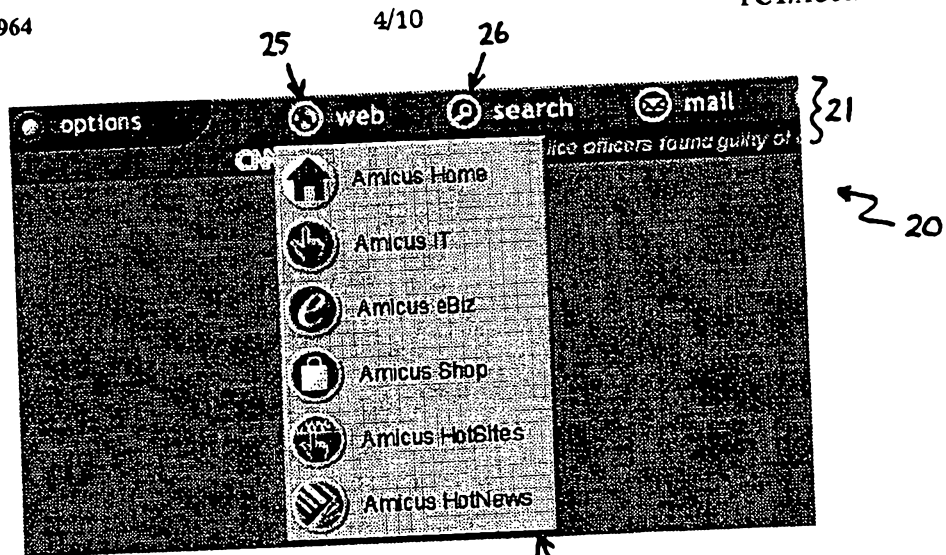 964
4/10
25
26
options
web
search
mail
21
CNN
officers found guilty of
Amicus Home
20
Amicus IT
Amicus eBiz
Amicus Shop
Amicus HotSites
Amicus HotNews